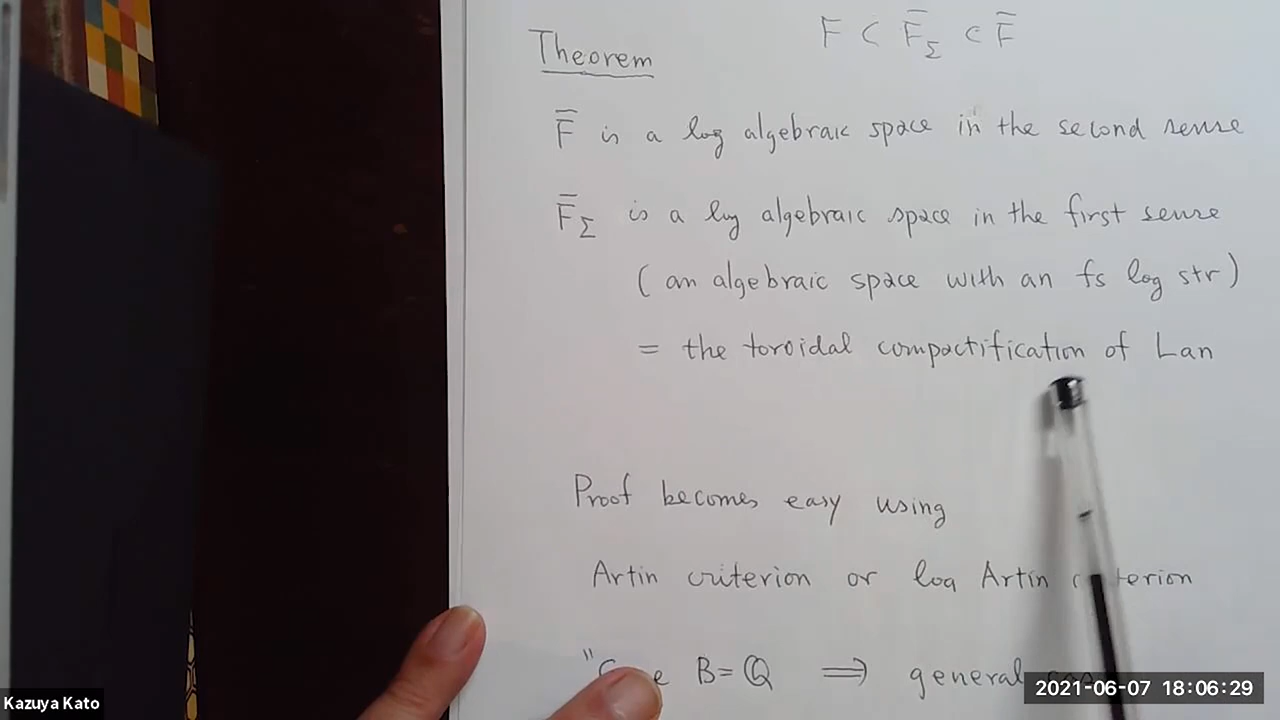 F ⊂ F̿_Σ ⊂ F̿
Theorem
F̿ is a log algebraic space in the second sense
F̿_Σ is a log algebraic space in the first sense
(an algebraic space with an fs log str)
= the toroidal compactification of Lan
Proof becomes easy using
Artin criterion or log Artin
B=ℚ ⟹ general
2021-06-07 18:06:29
Kazuya Kato